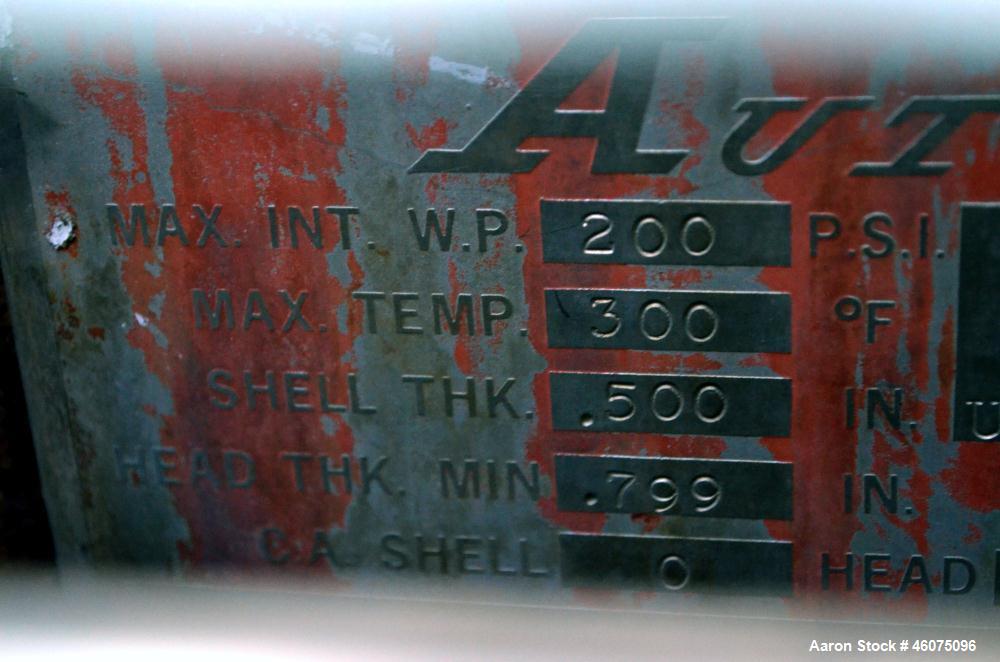 AUT
MAX. INT. W.P. 200 P.S.I.
MAX. TEMP. 300 °F
SHELL THK. .500 IN. U
HEAD THK. MIN .799 IN.
C.A. SHELL 0 HEAD
Aaron Stock # 46075096